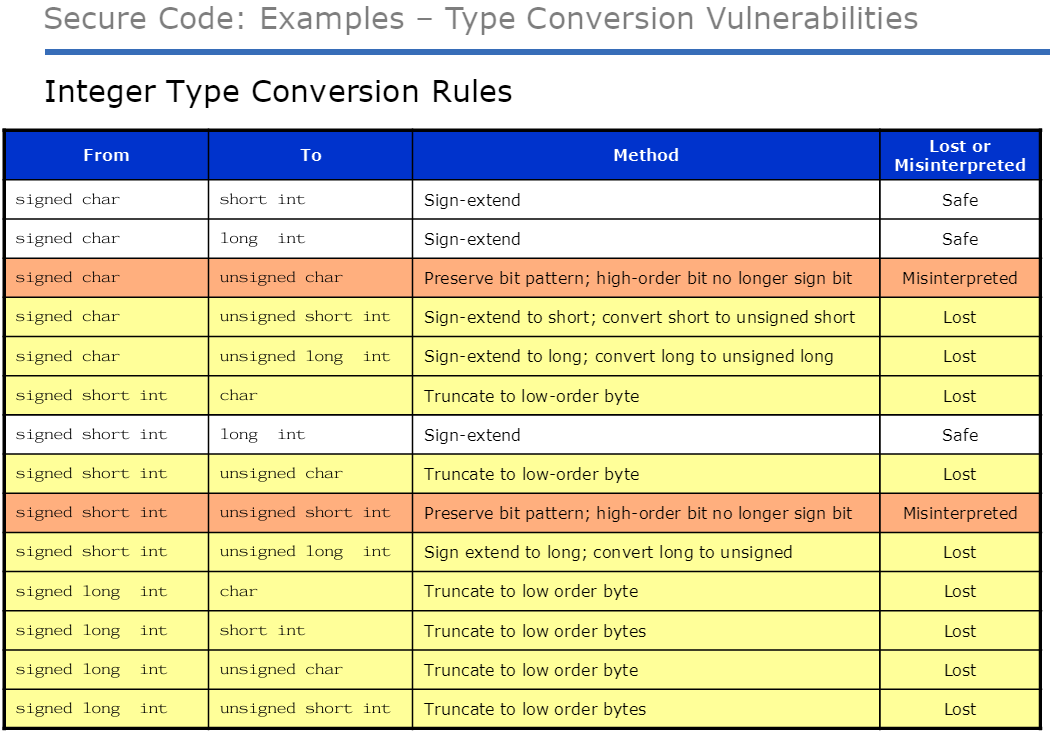 Secure Code: Examples – Type Conversion Vulnerabilities
Integer Type Conversion Rules
From To Method Lost or Misinterpreted
signed char short int Sign-extend Safe
signed char long int Sign-extend Safe
signed char unsigned char Preserve bit pattern; high-order bit no longer sign bit Misinterpreted
signed char unsigned short int Sign-extend to short; convert short to unsigned short Lost
signed char unsigned long int Sign-extend to long; convert long to unsigned long Lost
signed short int char Truncate to low-order byte Lost
signed short int long int Sign-extend Safe
signed short int unsigned char Truncate to low-order byte Lost
signed short int unsigned short int Preserve bit pattern; high-order bit no longer sign bit Misinterpreted
signed short int unsigned long int Sign extend to long; convert long to unsigned Lost
signed long int char Truncate to low order byte Lost
signed long int short int Truncate to low order bytes Lost
signed long int unsigned char Truncate to low order byte Lost
signed long int unsigned short int Truncate to low order bytes Lost